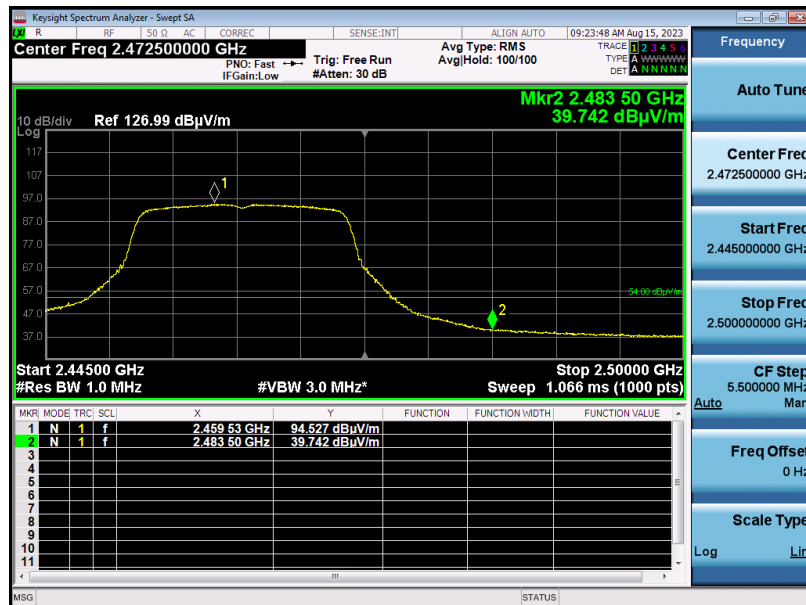 Keysight Spectrum Analyzer - Swept SA
R RF 50 Ω AC CORREC SENSE:INT ALIGN AUTO 09:23:48 AM Aug 15, 2023
Center Freq 2.472500000 GHz
PNO: Fast
IFGain:Low
Trig: Free Run
#Atten: 30 dB
Avg Type: RMS
Avg|Hold: 100/100
TRACE 1 2 3 4 5 6
TYPE A WWWWW
DET A N N N N N
Mkr2 2.483 50 GHz
39.742 dBµV/m
10 dB/div Ref 126.99 dBµV/m
Log
117
107
97.0
87.0
77.0
67.0
57.0
47.0
37.0
1
2
54.00 dBµV/m
Start 2.44500 GHz Stop 2.50000 GHz
#Res BW 1.0 MHz #VBW 3.0 MHz* Sweep 1.066 ms (1000 pts)
MKR MODE TRC SCL X Y FUNCTION FUNCTION WIDTH FUNCTION VALUE
1 N 1 f 2.459 53 GHz 94.527 dBµV/m
2 N 1 f 2.483 50 GHz 39.742 dBµV/m
3
4
5
6
7
8
9
10
11
MSG STATUS
Frequency
Auto Tune
Center Freq
2.472500000 GHz
Start Freq
2.445000000 GHz
Stop Freq
2.500000000 GHz
CF Step
5.500000 MHz
Auto Man
Freq Offset
0 Hz
Scale Type
Log Lin